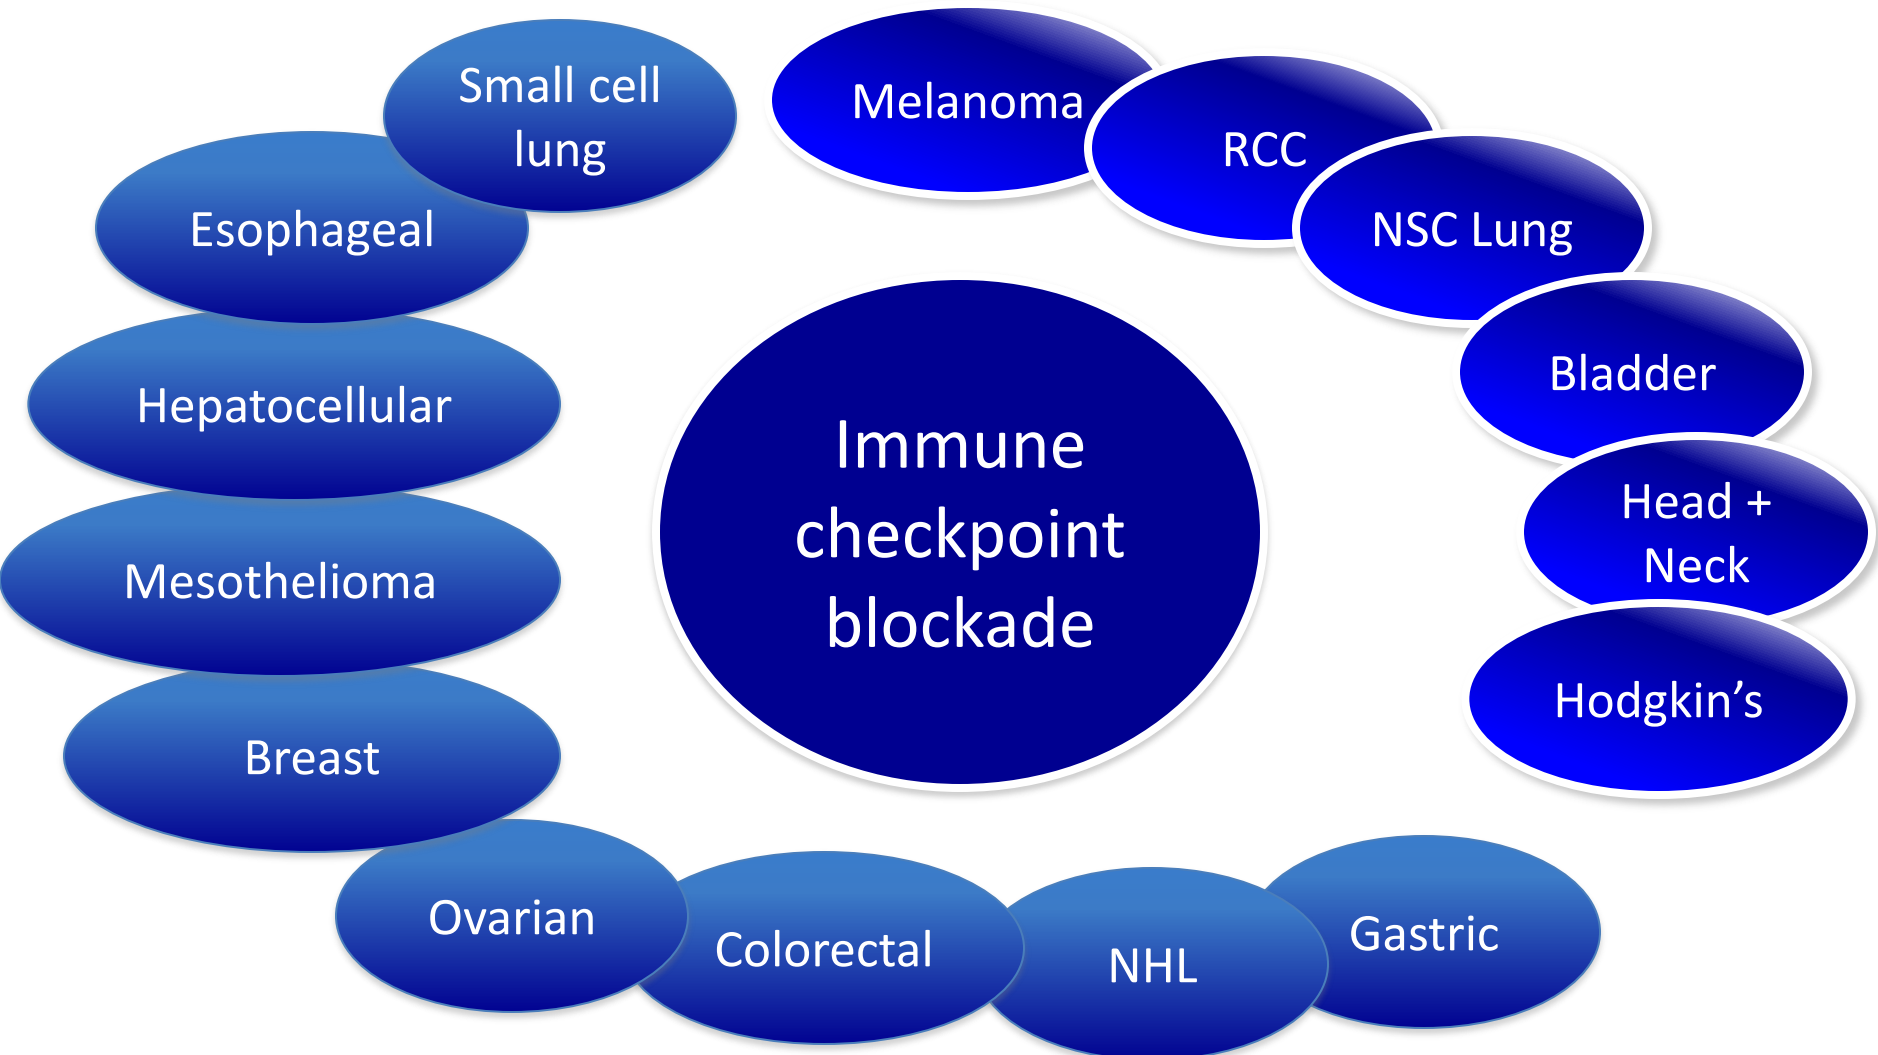 Small cell
lung
Melanoma
RCC
NSC Lung
Esophageal
Bladder
Hepatocellular
Immune
checkpoint
blockade
Head +
Neck
Mesothelioma
Hodgkin’s
Breast
Ovarian
Colorectal
NHL
Gastric